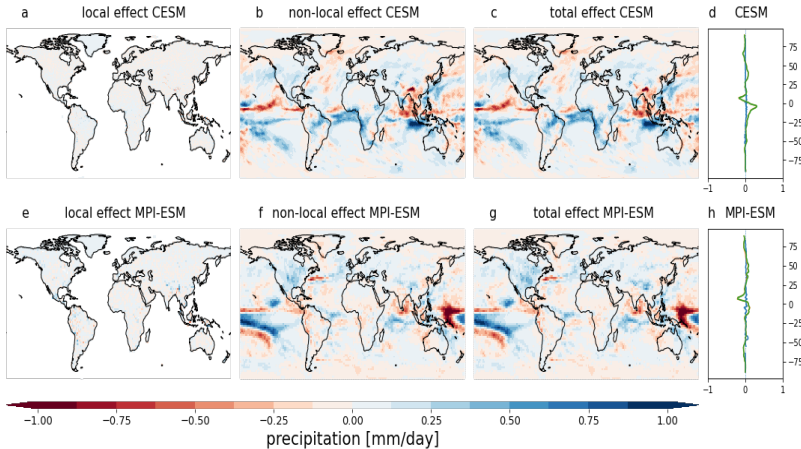 a local effect CESM b non-local effect CESM c total effect CESM d CESM
75
50
25
0
−25
−50
−75
−1 0 1
e local effect MPI-ESM f non-local effect MPI-ESM g total effect MPI-ESM h MPI-ESM
75
50
25
0
−25
−50
−75
−1 0 1
−1.00 −0.75 −0.50 −0.25 0.00 0.25 0.50 0.75 1.00
precipitation [mm/day]